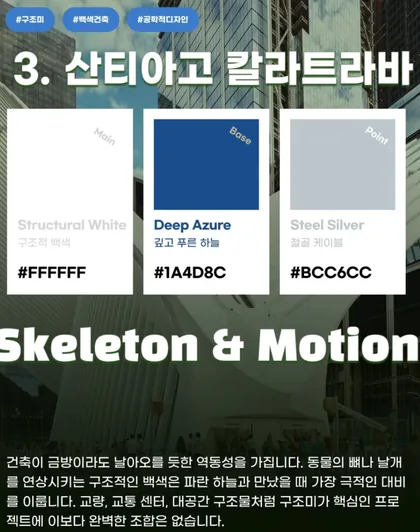 #구조미 #백색건축 #공학적디자인
3. 산티아고 칼라트라바
Main
Base
Point
Structural White
구조적 백색
#FFFFFF
Deep Azure
깊고 푸른 하늘
#1A4D8C
Steel Silver
철골 케이블
#BCC6CC
Skeleton & Motion
건축이 금방이라도 날아오를 듯한 역동성을 가집니다. 동물의 뼈나 날개
를 연상시키는 구조적인 백색은 파란 하늘과 만났을 때 가장 극적인 대비
를 이룹니다. 교량, 교통 센터, 대공간 구조물처럼 구조미가 핵심인 프로
젝트에 이보다 완벽한 조합은 없습니다.